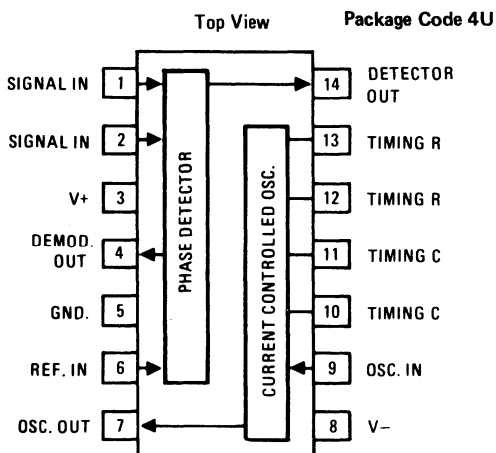 Top View
Package Code 4U
SIGNAL IN 1
SIGNAL IN 2
V+ 3
DEMOD.
OUT 4
GND. 5
REF. IN 6
OSC. OUT 7
PHASE DETECTOR
CURRENT CONTROLLED OSC.
14 DETECTOR
OUT
13 TIMING R
12 TIMING R
11 TIMING C
10 TIMING C
9 OSC. IN
8 V−